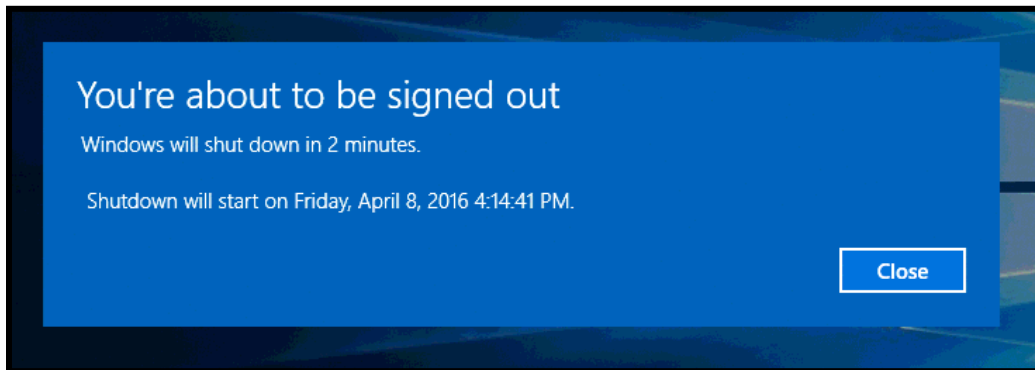 You're about to be signed out
Windows will shut down in 2 minutes.
Shutdown will start on Friday, April 8, 2016 4:14:41 PM.
Close